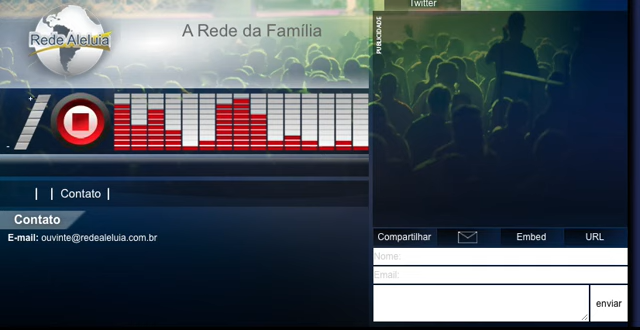 Twitter
Rede Aleluia
A Rede da Família
PUBLICIDADE
+
-
| | Contato |
Contato
E-mail: ouvinte@redealeluia.com.br
Compartilhar
Embed
URL
Nome:
Email:
enviar